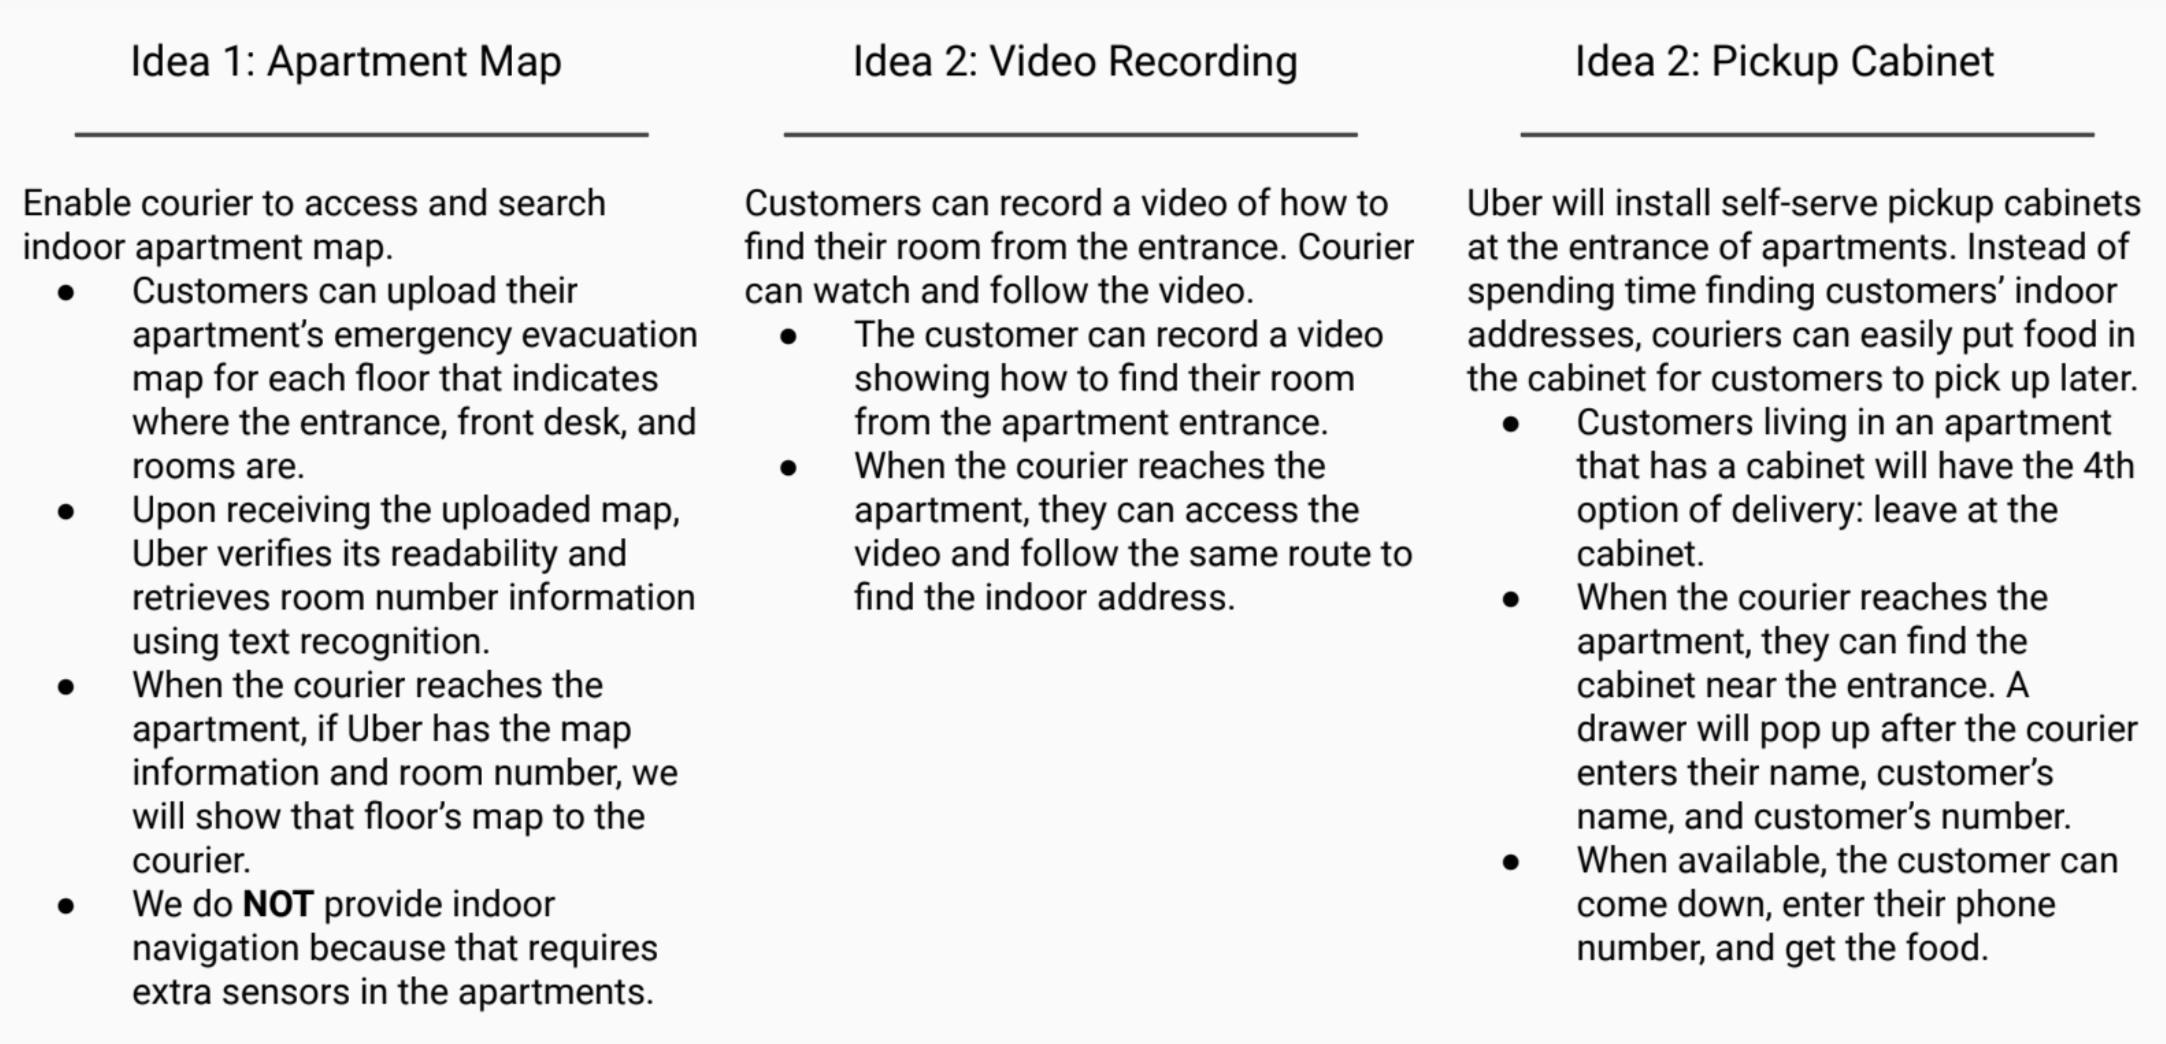 Idea 1: Apartment Map
Enable courier to access and search
indoor apartment map.
● Customers can upload their
apartment's emergency evacuation
map for each floor that indicates
where the entrance, front desk, and
rooms are.
● Upon receiving the uploaded map,
Uber verifies its readability and
retrieves room number information
using text recognition.
● When the courier reaches the
apartment, if Uber has the map
information and room number, we
will show that floor's map to the
courier.
● We do NOT provide indoor
navigation because that requires
extra sensors in the apartments.
Idea 2: Video Recording
Customers can record a video of how to
find their room from the entrance. Courier
can watch and follow the video.
● The customer can record a video
showing how to find their room
from the apartment entrance.
● When the courier reaches the
apartment, they can access the
video and follow the same route to
find the indoor address.
Idea 2: Pickup Cabinet
Uber will install self-serve pickup cabinets
at the entrance of apartments. Instead of
spending time finding customers' indoor
addresses, couriers can easily put food in
the cabinet for customers to pick up later.
● Customers living in an apartment
that has a cabinet will have the 4th
option of delivery: leave at the
cabinet.
● When the courier reaches the
apartment, they can find the
cabinet near the entrance. A
drawer will pop up after the courier
enters their name, customer's
name, and customer's number.
● When available, the customer can
come down, enter their phone
number, and get the food.